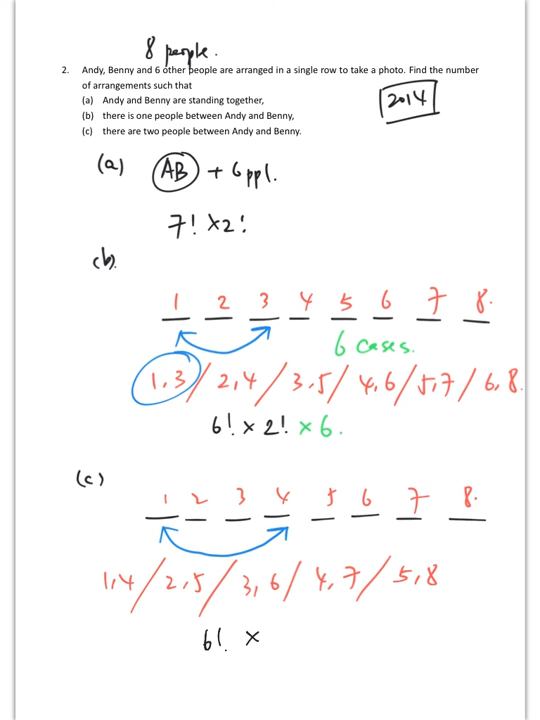 8 people.
2. Andy, Benny and 6 other people are arranged in a single row to take a photo. Find the number
of arrangements such that
(a) Andy and Benny are standing together,
(b) there is one people between Andy and Benny,
(c) there are two people between Andy and Benny.
2014
(a) AB + 6 ppl.
7! × 2!
(b).
1 2 3 4 5 6 7 8.
6 cases.
1,3 / 2,4 / 3,5 / 4,6 / 5,7 / 6,8.
6! × 2! × 6.
(c)
1 2 3 4 5 6 7 8.
1,4 / 2,5 / 3,6 / 4,7 / 5,8
6! ×